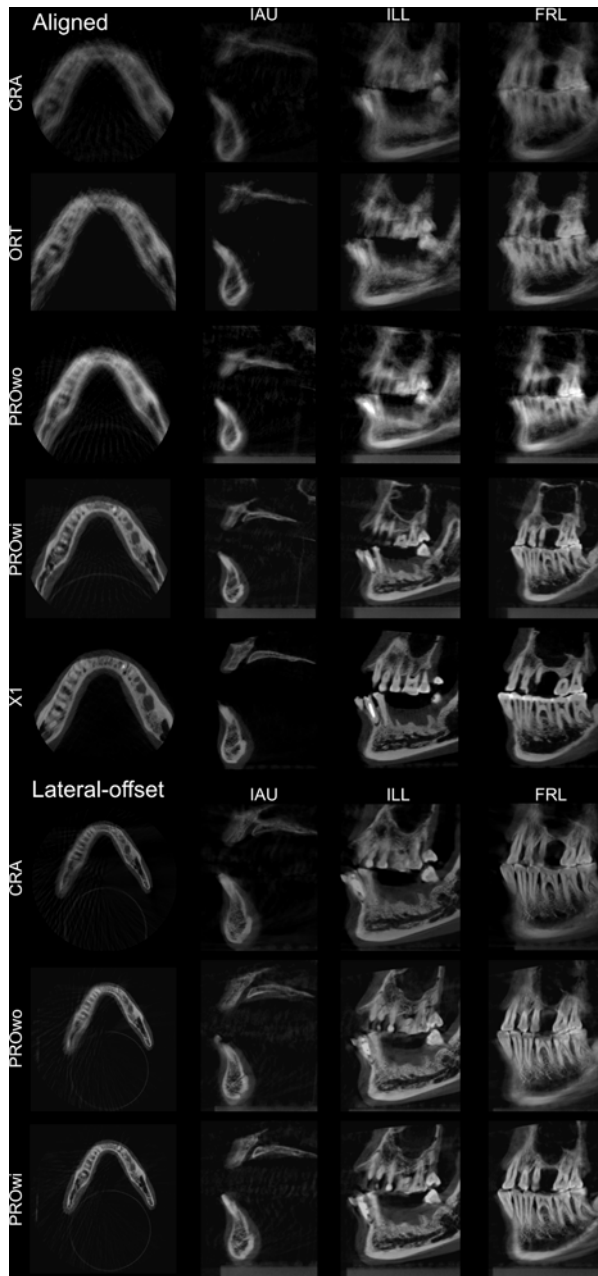 Aligned IAU ILL FRL
CRA
ORT
PROwo
PROwi
X1
Lateral-offset IAU ILL FRL
CRA
PROwo
PROwi